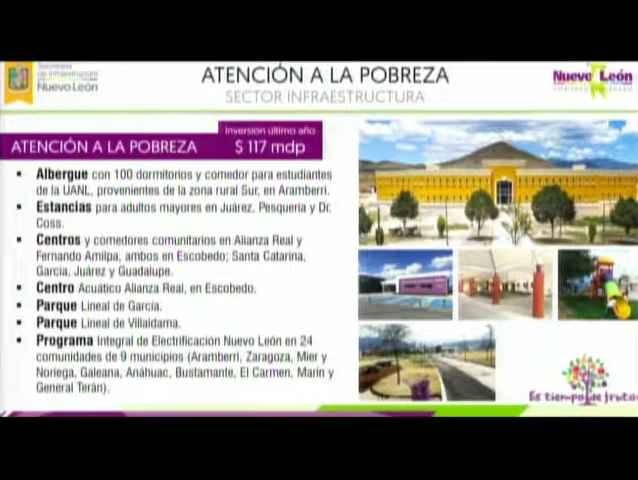 Secretaría
de Infraestructura
Nuevo León
ATENCIÓN A LA POBREZA
SECTOR INFRAESTRUCTURA
Nuevo León
ATENCIÓN A LA POBREZA
Inversión último año
$ 117 mdp
▪ Albergue con 100 dormitorios y comedor para estudiantes
de la UANL, provenientes de la zona rural Sur, en Aramberri.
▪ Estancias para adultos mayores en Juárez, Pesquería y Dr.
Coss.
▪ Centros y comedores comunitarios en Alianza Real y
Fernando Amilpa, ambos en Escobedo; Santa Catarina,
García, Juárez y Guadalupe.
▪ Centro Acuático Alianza Real, en Escobedo.
▪ Parque Lineal de García.
▪ Parque Lineal de Villaldama.
▪ Programa Integral de Electrificación Nuevo León en 24
comunidades de 9 municipios (Aramberri, Zaragoza, Mier y
Noriega, Galeana, Anáhuac, Bustamante, El Carmen, Marín y
General Terán).
Es tiempo de frutos